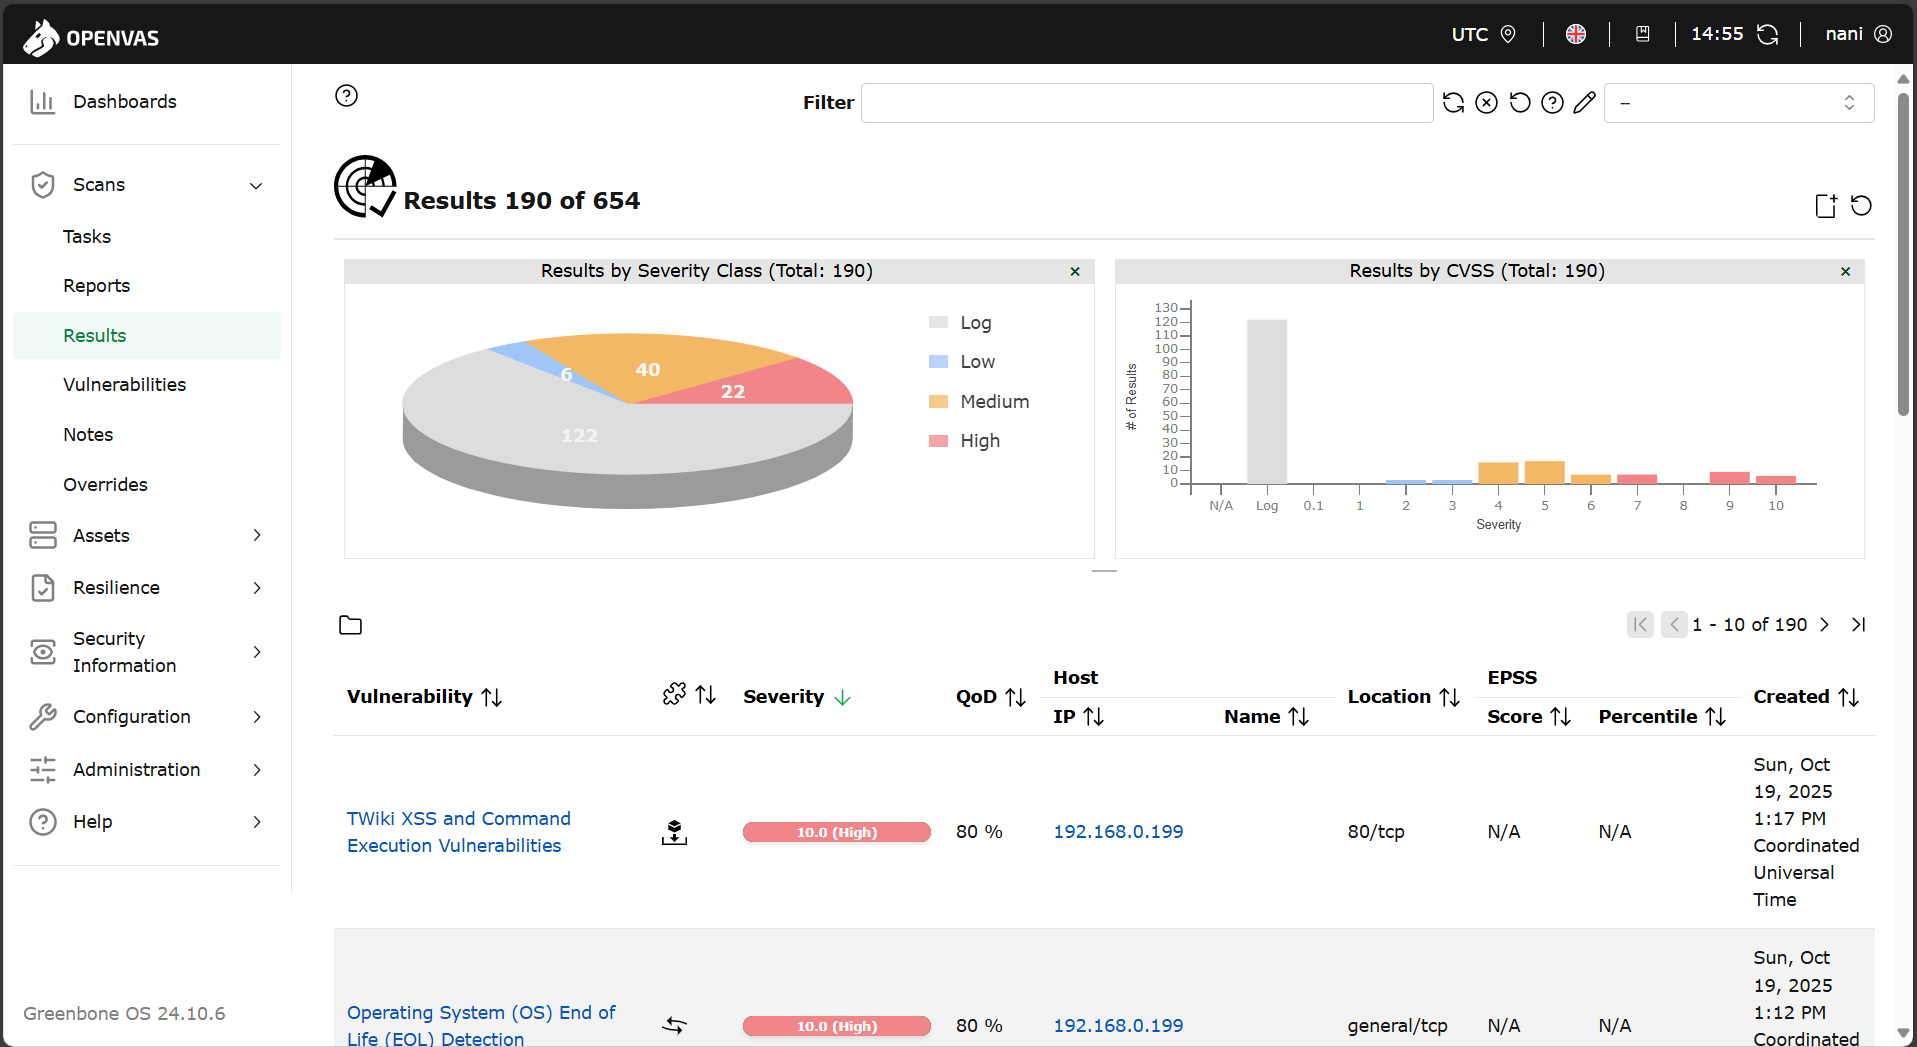 OPENVAS
UTC
14:55
nani
Dashboards
Scans
Tasks
Reports
Results
Vulnerabilities
Notes
Overrides
Assets
Resilience
Security
Information
Configuration
Administration
Help
Greenbone OS 24.10.6
Filter
--
Results 190 of 654
Results by Severity Class (Total: 190)
×
6
40
22
122
Log
Low
Medium
High
Results by CVSS (Total: 190)
×
# of Results
130
120
110
100
90
80
70
60
50
40
30
20
10
0
N/A Log 0.1 1 2 3 4 5 6 7 8 9 10
Severity
1 - 10 of 190
Vulnerability Severity QoD Host Location EPSS Created
IP Name Score Percentile
TWiki XSS and Command
Execution Vulnerabilities
10.0 (High)
80 %
192.168.0.199
80/tcp
N/A
N/A
Sun, Oct
19, 2025
1:17 PM
Coordinated
Universal
Time
Operating System (OS) End of
Life (EOL) Detection
10.0 (High)
80 %
192.168.0.199
general/tcp
N/A
N/A
Sun, Oct
19, 2025
1:12 PM
Coordinated